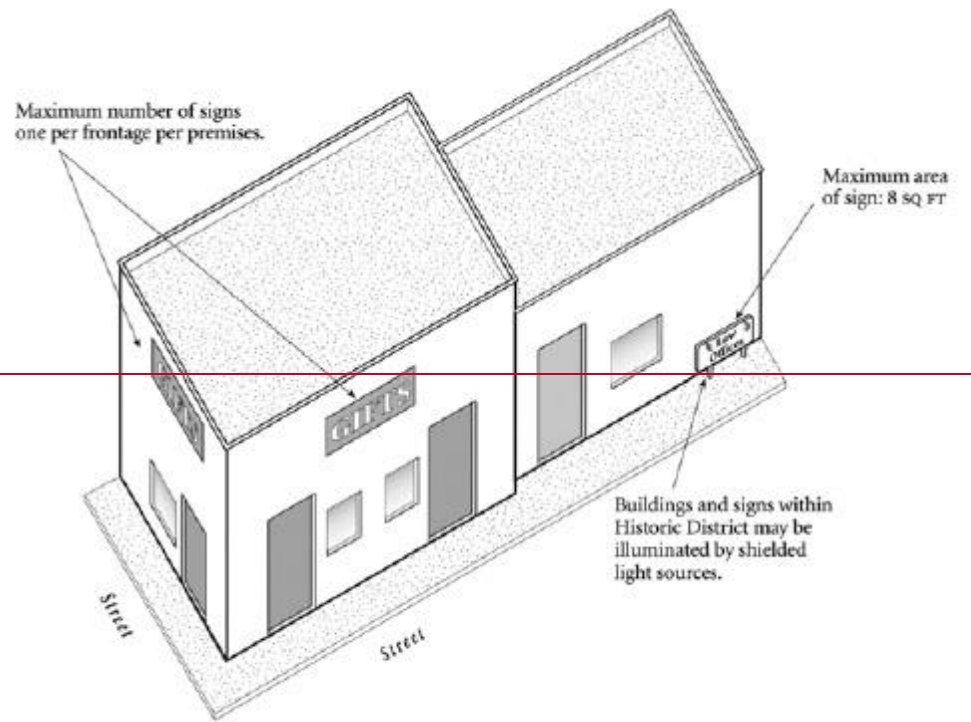 Maximum number of signs
one per frontage per premises.
Maximum area
of sign: 8 SQ FT
GIFTS
GIFTS
Law
Offices
Buildings and signs within
Historic District may be
illuminated by shielded
light sources.
Street
Street